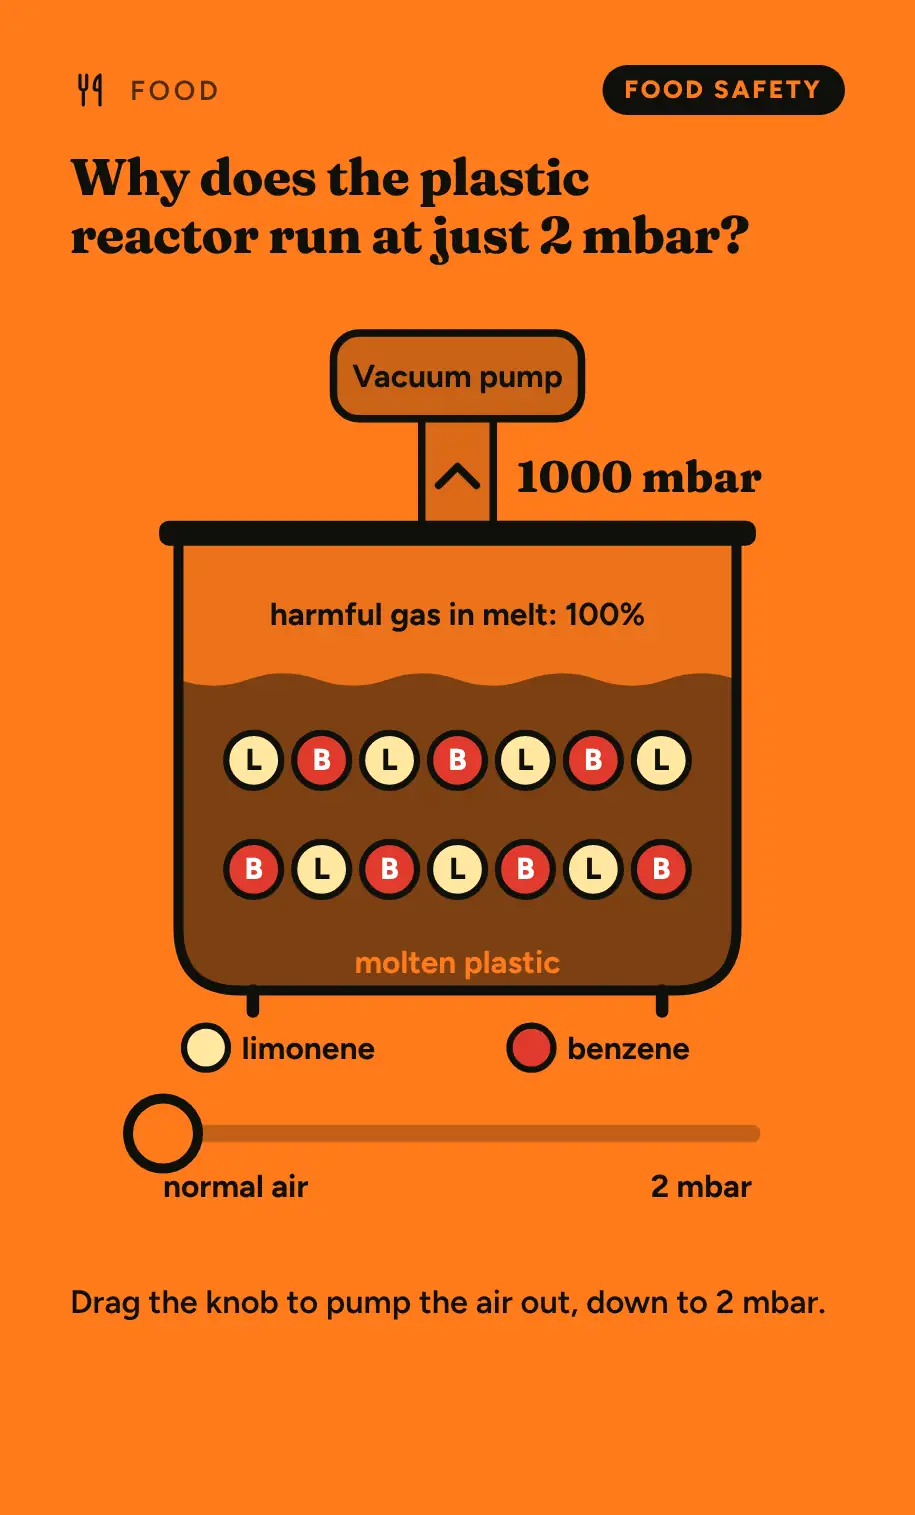 FOOD
FOOD SAFETY
Why does the plastic
reactor run at just 2 mbar?
Vacuum pump
1000 mbar
harmful gas in melt: 100%
L B L B L B L
B L B L B L B
molten plastic
limonene
benzene
normal air
2 mbar
Drag the knob to pump the air out, down to 2 mbar.